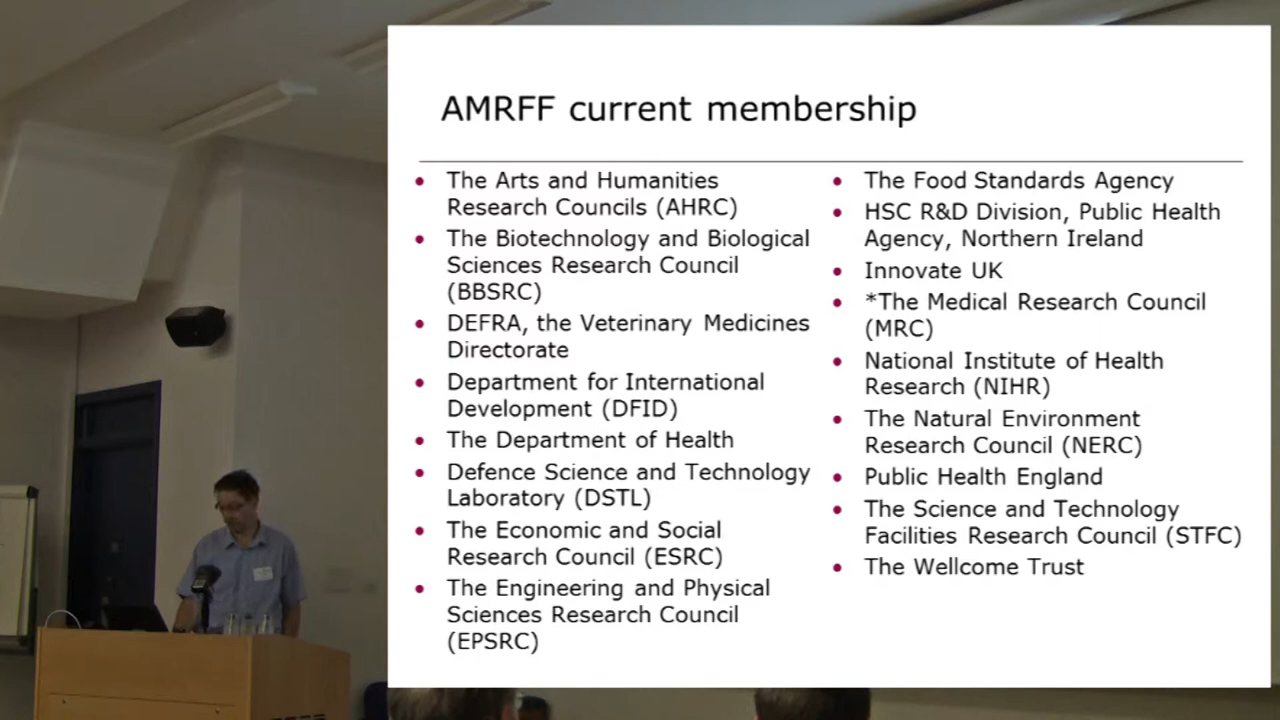 AMRFF current membership
• The Arts and Humanities
Research Councils (AHRC)
• The Biotechnology and Biological
Sciences Research Council
(BBSRC)
• DEFRA, the Veterinary Medicines
Directorate
• Department for International
Development (DFID)
• The Department of Health
• Defence Science and Technology
Laboratory (DSTL)
• The Economic and Social
Research Council (ESRC)
• The Engineering and Physical
Sciences Research Council
(EPSRC)
• The Food Standards Agency
• HSC R&D Division, Public Health
Agency, Northern Ireland
• Innovate UK
• *The Medical Research Council
(MRC)
• National Institute of Health
Research (NIHR)
• The Natural Environment
Research Council (NERC)
• Public Health England
• The Science and Technology
Facilities Research Council (STFC)
• The Wellcome Trust